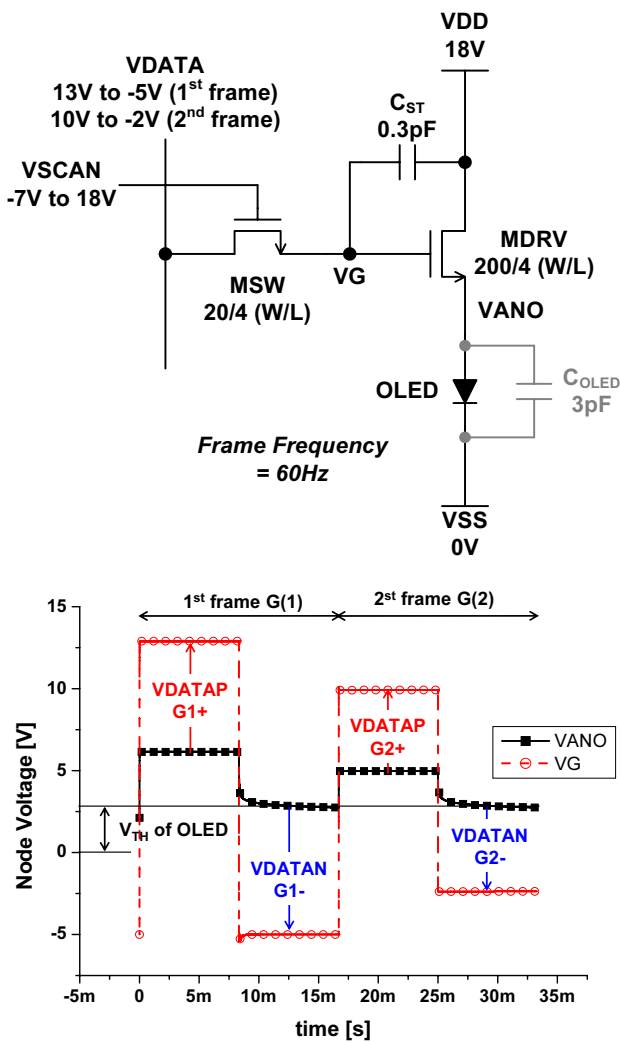 VDD
18V
VDATA
13V to -5V (1st frame)
10V to -2V (2nd frame)
CST
0.3pF
VSCAN
-7V to 18V
MDRV
200/4 (W/L)
VG
MSW
20/4 (W/L)
VANO
OLED
COLED
3pF
Frame Frequency
= 60Hz
VSS
0V
15
10
5
0
-5
Node Voltage [V]
1st frame G(1)
2st frame G(2)
VDATAP
G1+
VDATAP
G2+
VANO
VG
VTH of OLED
VDATAN
G1-
VDATAN
G2-
-5m 0 5m 10m 15m 20m 25m 30m 35m
time [s]